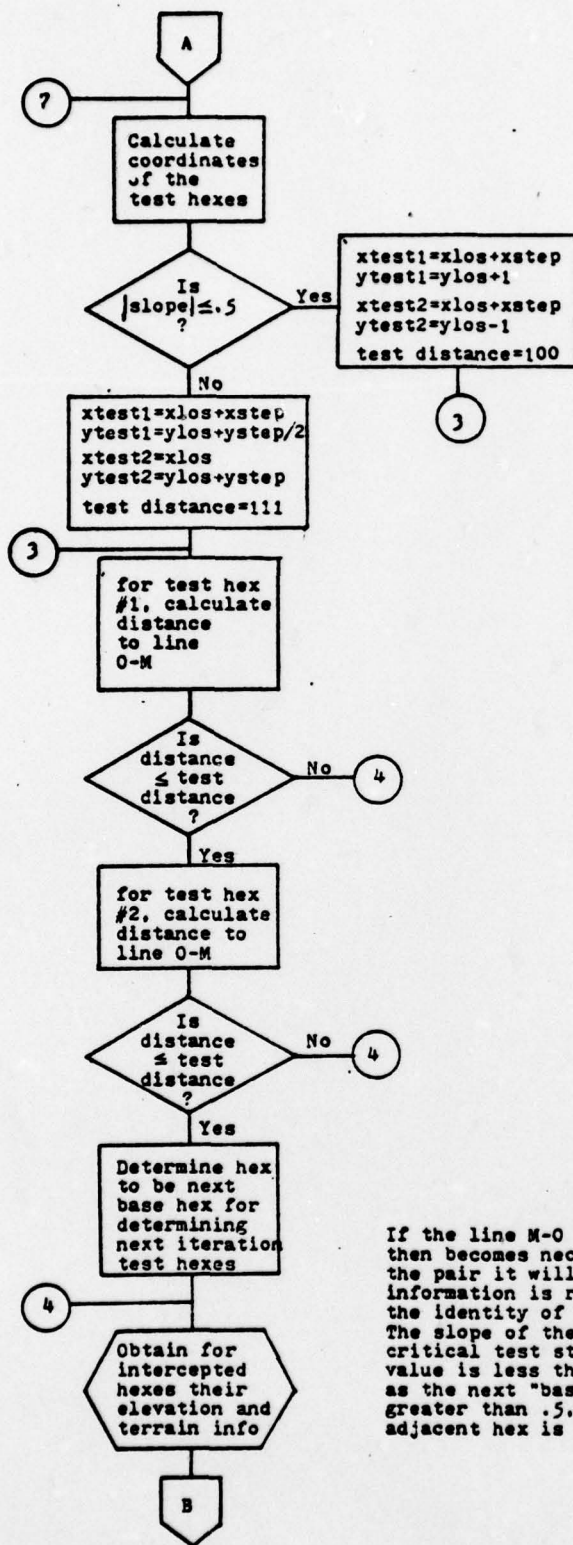 A
7
Calculate
coordinates
of the
test hexes
Is
|slope|≤.5
?
Yes
xtest1=xlos+xstep
ytest1=ylos+1
xtest2=xlos+xstep
ytest2=ylos-1
test distance=100
3
No
xtest1=xlos+xstep
ytest1=ylos+ystep/2
xtest2=xlos
ytest2=ylos+ystep
test distance=111
3
for test hex
#1, calculate
distance
to line
O-M
Is
distance
≤ test
distance
?
No
4
Yes
for test hex
#2, calculate
distance to
line O-M
Is
distance
≤ test
distance
?
No
4
Yes
Determine hex
to be next
base hex for
determining
next iteration
test hexes
4
Obtain for
intercepted
hexes their
elevation and
terrain info
B
If the line M-O
then becomes
the pair it will
information is
the identity of
The slope of the
critical test
value is less
as the next "bas
greater than .5,
adjacent hex is